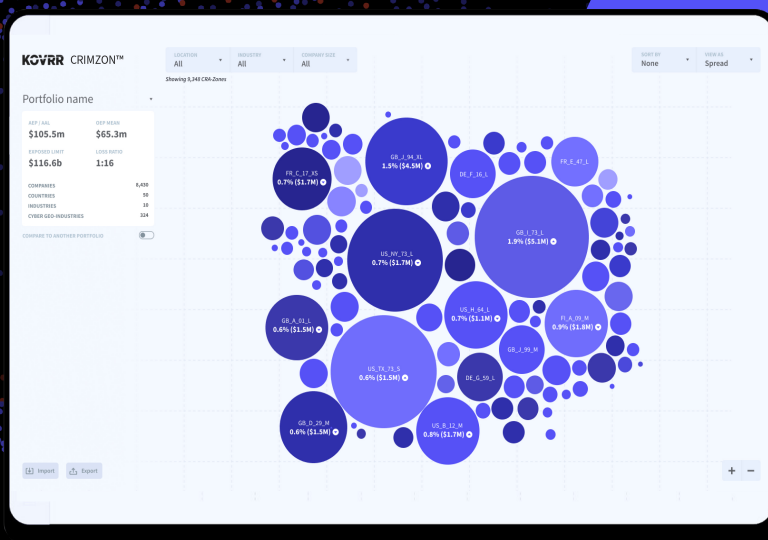 KOVRR CRIMZON™
LOCATION
All
INDUSTRY
All
COMPANY SIZE
All
SORT BY
None
VIEW AS
Spread
Showing 9,348 CRA-Zones
Portfolio name
AEP | AAL
$105.5m
OEP MEAN
$65.3m
EXPOSED LIMIT
$116.6b
LOSS RATIO
1:16
COMPANIES 8,430
COUNTRIES 50
INDUSTRIES 10
CYBER GEO-INDUSTRIES 324
COMPARE TO ANOTHER PORTFOLIO
GB_J_94_XL
1.5% ($4.5M)
FR_E_47_L
FR_C_17_XS
0.7% ($1.7M)
DE_F_16_L
GB_I_73_L
1.9% ($5.1M)
US_NY_73_L
0.7% ($1.7M)
US_H_64_L
0.7% ($1.1M)
FI_A_09_M
0.9% ($1.8M)
GB_A_01_L
0.6% ($1.5M)
GB_J_99_M
US_TX_73_S
0.6% ($1.5M)
DE_G_59_L
GB_D_29_M
0.6% ($1.5M)
US_B_12_M
0.8% ($1.7M)
Import
Export
+ −